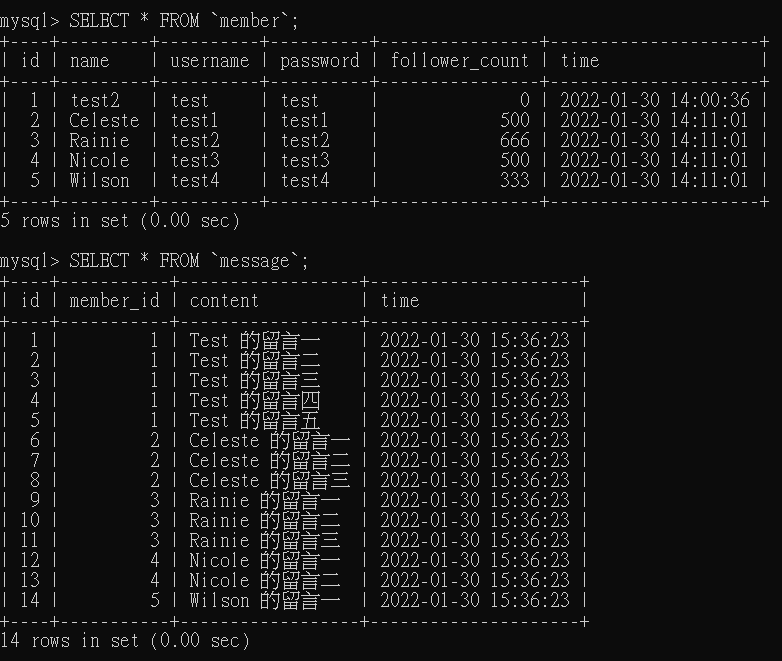 mysql> SELECT * FROM `member`;
+----+---------+----------+----------+----------------+---------------------+
| id | name    | username | password | follower_count | time                |
+----+---------+----------+----------+----------------+---------------------+
|  1 | test2   | test     | test     |              0 | 2022-01-30 14:00:36 |
|  2 | Celeste | test1    | test1    |            500 | 2022-01-30 14:11:01 |
|  3 | Rainie  | test2    | test2    |            666 | 2022-01-30 14:11:01 |
|  4 | Nicole  | test3    | test3    |            500 | 2022-01-30 14:11:01 |
|  5 | Wilson  | test4    | test4    |            333 | 2022-01-30 14:11:01 |
+----+---------+----------+----------+----------------+---------------------+
5 rows in set (0.00 sec)
mysql> SELECT * FROM `message`;
+----+-----------+------------------+---------------------+
| id | member_id | content          | time                |
+----+-----------+------------------+---------------------+
|  1 |         1 | Test 的留言一    | 2022-01-30 15:36:23 |
|  2 |         1 | Test 的留言二    | 2022-01-30 15:36:23 |
|  3 |         1 | Test 的留言三    | 2022-01-30 15:36:23 |
|  4 |         1 | Test 的留言四    | 2022-01-30 15:36:23 |
|  5 |         1 | Test 的留言五    | 2022-01-30 15:36:23 |
|  6 |         2 | Celeste 的留言一 | 2022-01-30 15:36:23 |
|  7 |         2 | Celeste 的留言二 | 2022-01-30 15:36:23 |
|  8 |         2 | Celeste 的留言三 | 2022-01-30 15:36:23 |
|  9 |         3 | Rainie 的留言一  | 2022-01-30 15:36:23 |
| 10 |         3 | Rainie 的留言二  | 2022-01-30 15:36:23 |
| 11 |         3 | Rainie 的留言三  | 2022-01-30 15:36:23 |
| 12 |         4 | Nicole 的留言一  | 2022-01-30 15:36:23 |
| 13 |         4 | Nicole 的留言二  | 2022-01-30 15:36:23 |
| 14 |         5 | Wilson 的留言一  | 2022-01-30 15:36:23 |
+----+-----------+------------------+---------------------+
14 rows in set (0.00 sec)